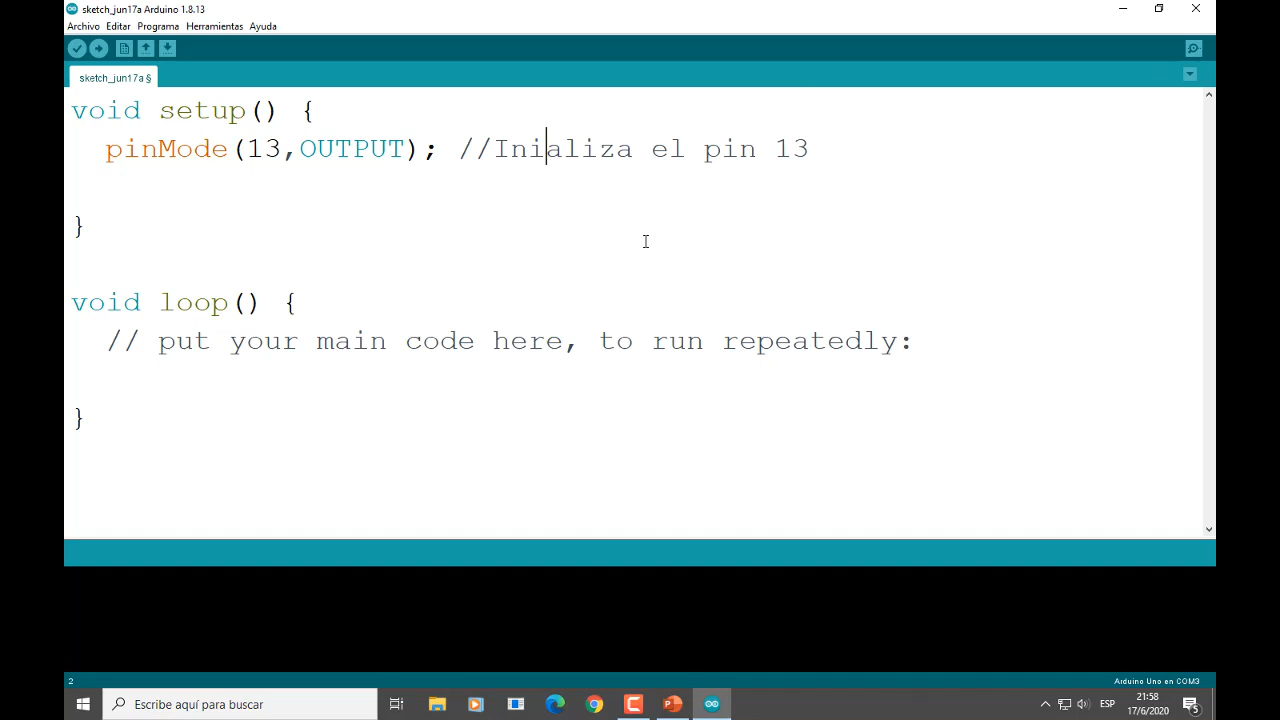 sketch_jun17a Arduino 1.8.13
Archivo Editar Programa Herramientas Ayuda
sketch_jun17a §
void setup() {
pinMode(13,OUTPUT); //Inializa el pin 13
}
void loop() {
// put your main code here, to run repeatedly:
}
2
Arduino Uno en COM3
Escribe aquí para buscar
ESP
21:58
17/6/2020
5